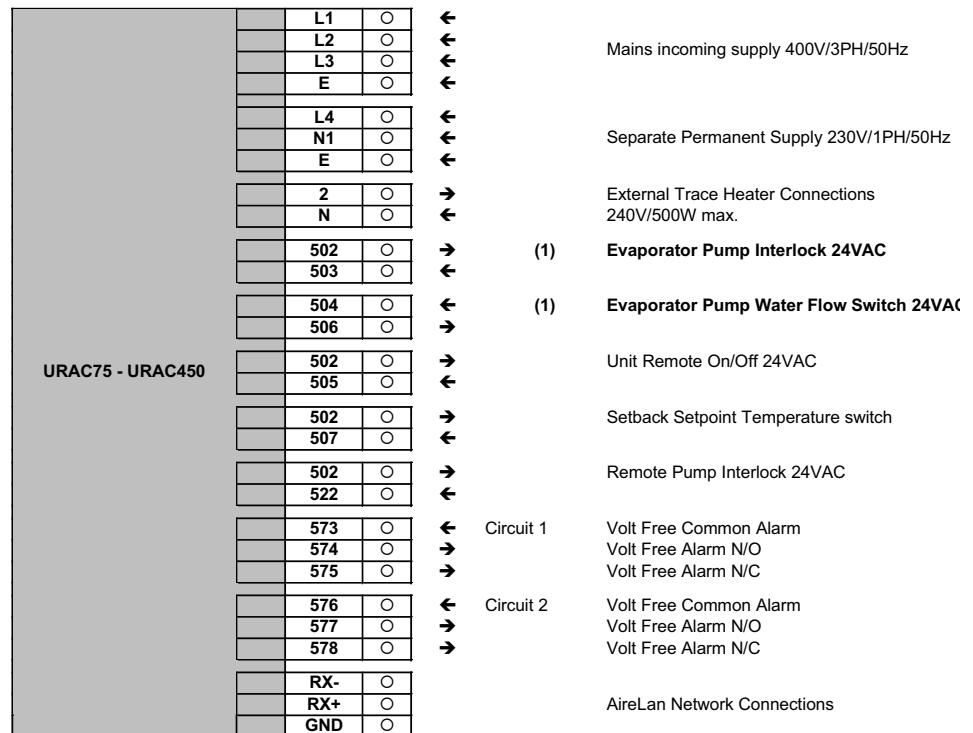 L1
L2
L3
E
Mains incoming supply 400V/3PH/50Hz
L4
N1
E
Separate Permanent Supply 230V/1PH/50Hz
2 External Trace Heater Connections
N 240V/500W max.
502 (1) Evaporator Pump Interlock 24VAC
503
504 (1) Evaporator Pump Water Flow Switch 24VAC
506
URAC75 - URAC450
502 Unit Remote On/Off 24VAC
505
502 Setback Setpoint Temperature switch
507
502 Remote Pump Interlock 24VAC
522
573 Circuit 1 Volt Free Common Alarm
574 Volt Free Alarm N/O
575 Volt Free Alarm N/C
576 Circuit 2 Volt Free Common Alarm
577 Volt Free Alarm N/O
578 Volt Free Alarm N/C
RX-
RX+ AireLan Network Connections
GND